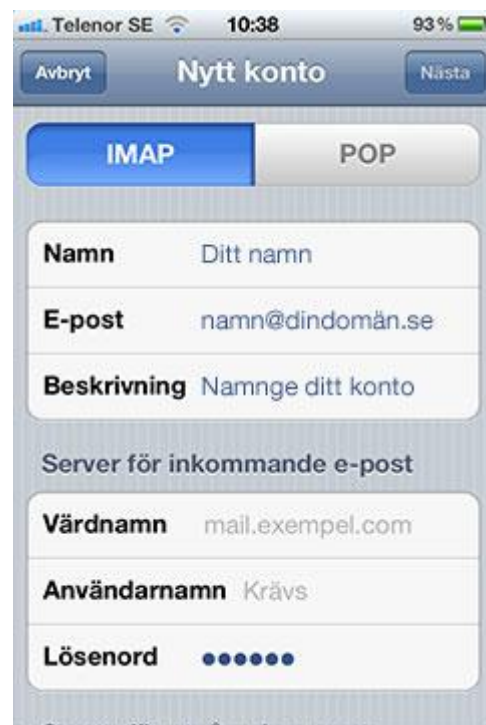 Telenor SE 10:38 93 %
Avbryt Nytt konto Nästa
IMAP POP
Namn Ditt namn
E-post namn@dindomän.se
Beskrivning Namnge ditt konto
Server för inkommande e-post
Värdnamn mail.exempel.com
Användarnamn Krävs
Lösenord ●●●●●●